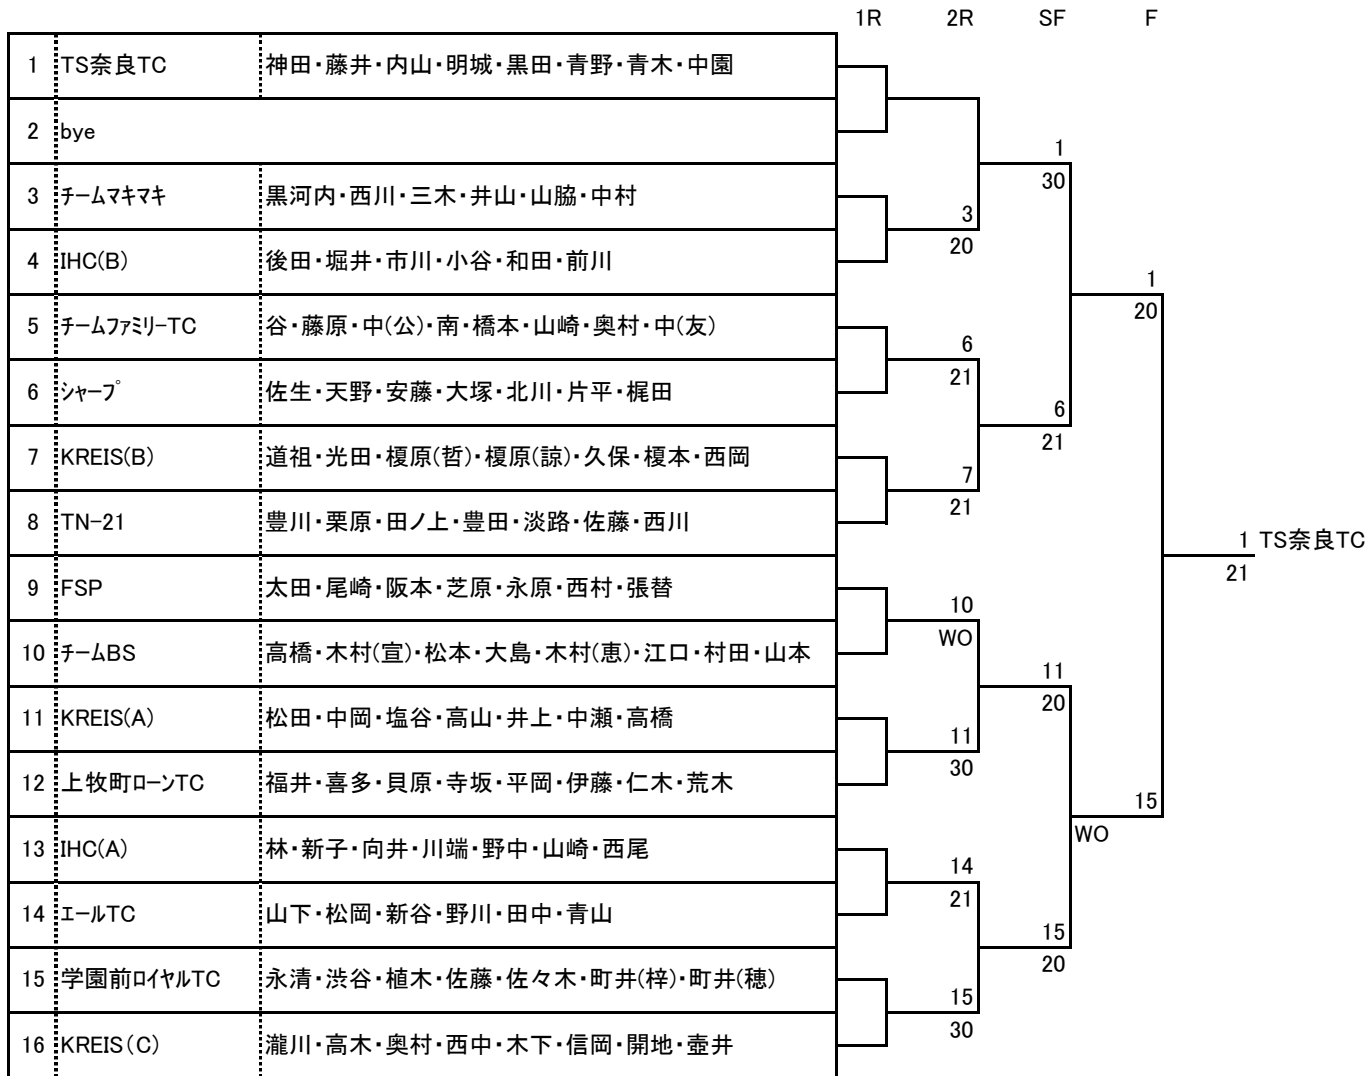 1R 2R SF F
1 TS奈良TC 神田・藤井・内山・明城・黒田・青野・青木・中園
2 bye
1
30
3 チームマキマキ 黒河内・西川・三木・井山・山脇・中村
3
20
4 IHC(B) 後田・堀井・市川・小谷・和田・前川
1
20
5 チームファミリーTC 谷・藤原・中(公)・南・橋本・山崎・奥村・中(友)
6
21
6 シャープ 佐生・天野・安藤・大塚・北川・片平・梶田
6
21
7 KREIS(B) 道祖・光田・榎原(哲)・榎原(諒)・久保・榎本・西岡
7
21
8 TN-21 豊川・栗原・田ノ上・豊田・淡路・佐藤・西川
1 TS奈良TC
21
9 FSP 太田・尾崎・阪本・芝原・永原・西村・張替
10
WO
10 チームBS 高橋・木村(宣)・松本・大島・木村(恵)・江口・村田・山本
11
20
11 KREIS(A) 松田・中岡・塩谷・高山・井上・中瀬・高橋
11
30
12 上牧町ローンTC 福井・喜多・貝原・寺坂・平岡・伊藤・仁木・荒木
15
WO
13 IHC(A) 林・新子・向井・川端・野中・山崎・西尾
14
21
14 エールTC 山下・松岡・新谷・野川・田中・青山
15
20
15 学園前ロイヤルTC 永清・渋谷・植木・佐藤・佐々木・町井(梓)・町井(穂)
15
30
16 KREIS(C) 瀧川・高木・奥村・西中・木下・信岡・開地・壺井